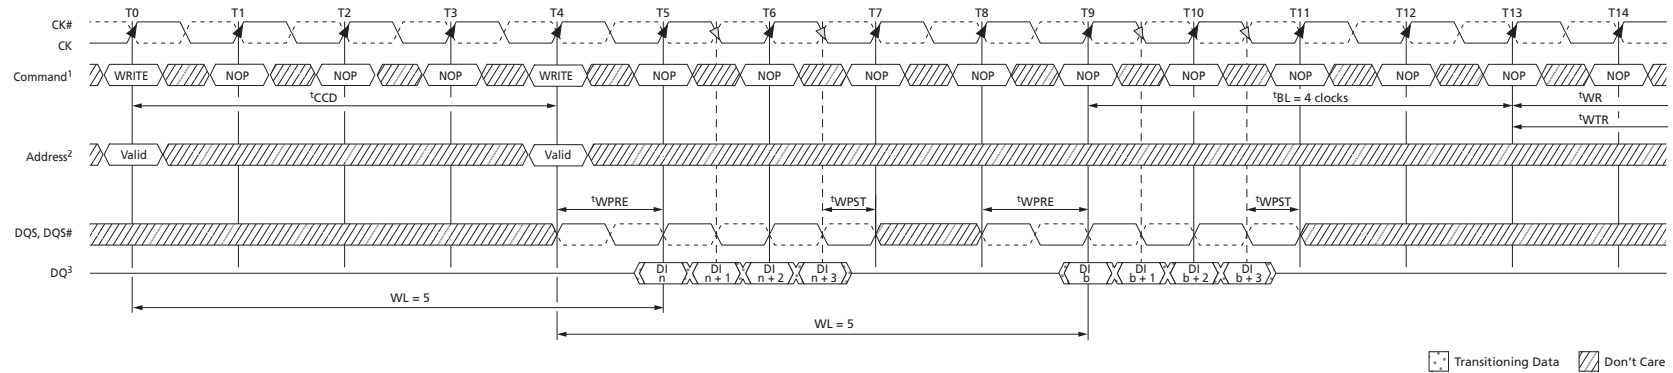 T0 T1 T2 T3 T4 T5 T6 T7 T8 T9 T10 T11 T12 T13 T14
CK#
CK
Command1 WRITE NOP NOP NOP WRITE NOP NOP NOP NOP NOP NOP NOP NOP NOP NOP
tCCD tBL = 4 clocks tWR
tWTR
Address2 Valid Valid
tWPRE tWPST tWPRE tWPST
DQS, DQS#
DQ3 DI n DI n + 1 DI n + 2 DI n + 3 DI b DI b + 1 DI b + 2 DI b + 3
WL = 5
WL = 5
Transitioning Data Don't Care